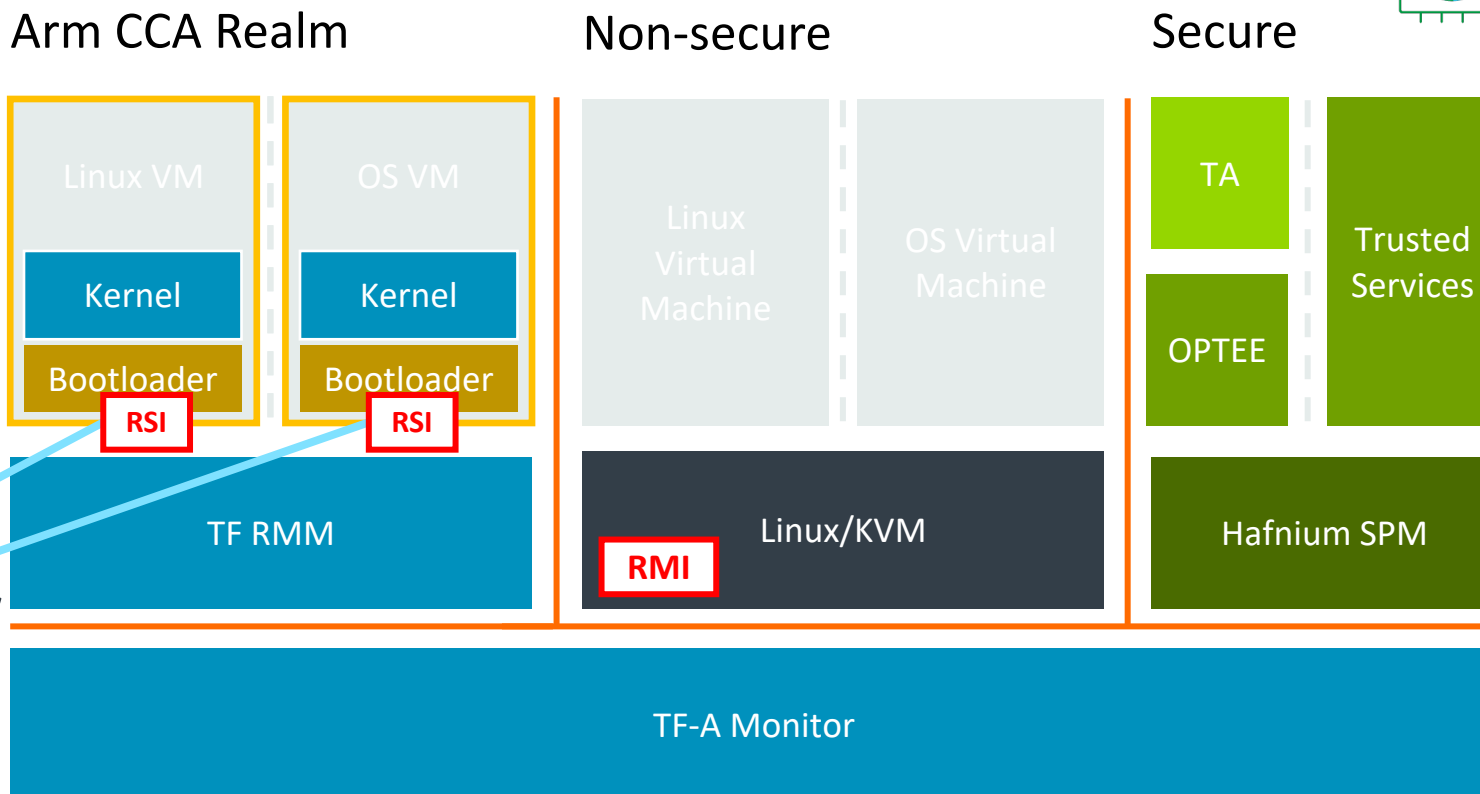 Arm CCA Realm
Non-secure
Secure
Linux VM
OS VM
Kernel
Kernel
Bootloader
Bootloader
RSI
RSI
TF RMM
Linux
Virtual
Machine
OS Virtual
Machine
Linux/KVM
RMI
TA
OPTEE
Trusted
Services
Hafnium SPM
TF-A Monitor